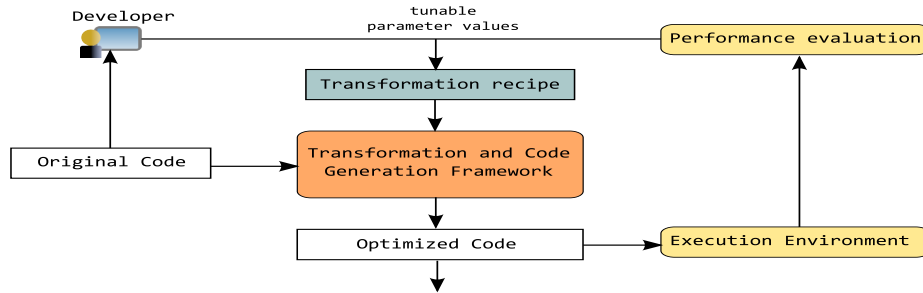 Developer
tunable
parameter values
Performance evaluation
Transformation recipe
Original Code
Transformation and Code
Generation Framework
Optimized Code
Execution Environment